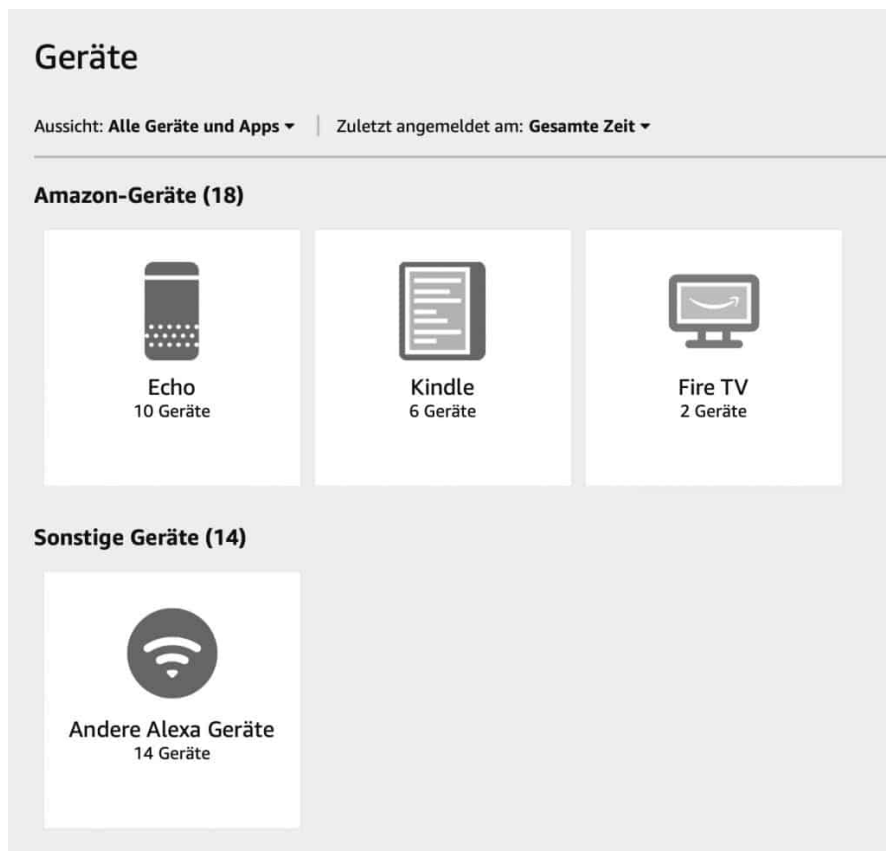 Geräte
Aussicht: Alle Geräte und Apps Zuletzt angemeldet am: Gesamte Zeit
Amazon-Geräte (18)
Echo
10 Geräte
Kindle
6 Geräte
Fire TV
2 Geräte
Sonstige Geräte (14)
Andere Alexa Geräte
14 Geräte